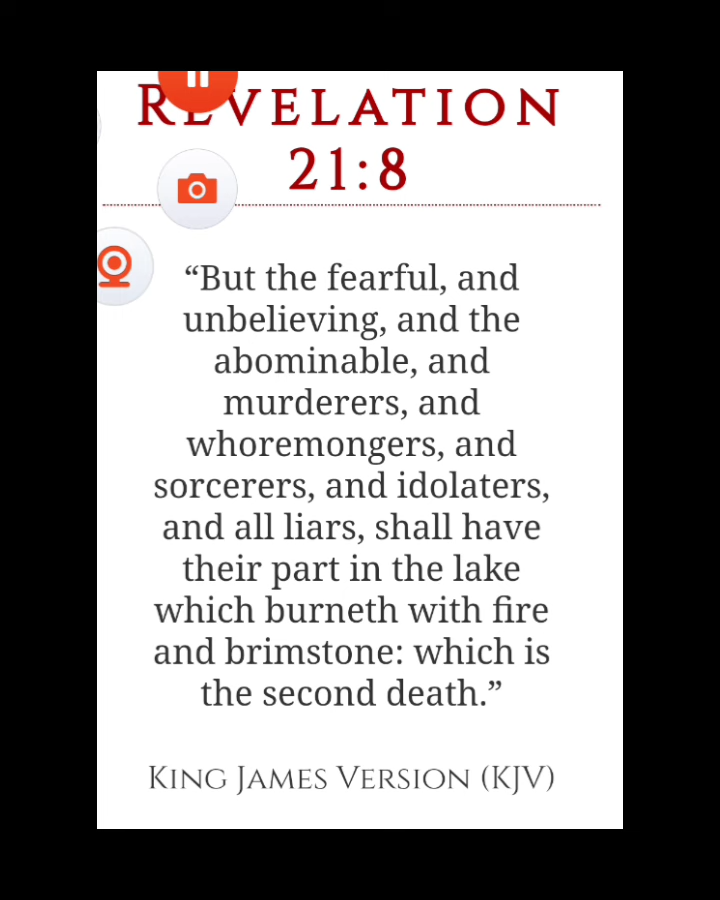 REVELATION
21:8
“But the fearful, and
unbelieving, and the
abominable, and
murderers, and
whoremongers, and
sorcerers, and idolaters,
and all liars, shall have
their part in the lake
which burneth with fire
and brimstone: which is
the second death.”
King James Version (KJV)